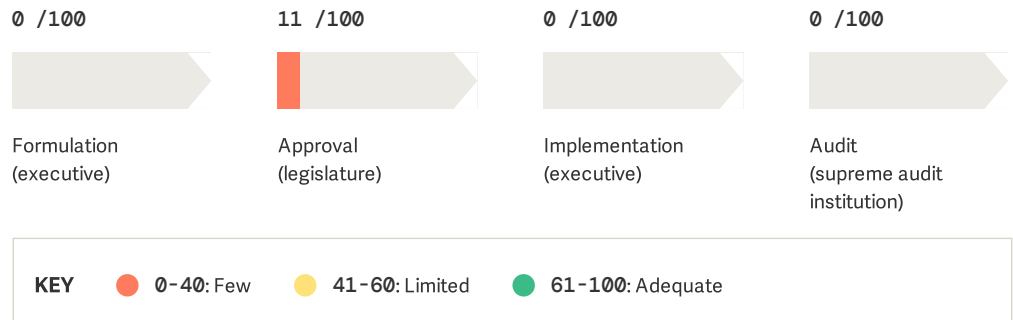 0 /100 11 /100 0 /100 0 /100
Formulation Approval Implementation Audit
(executive) (legislature) (executive) (supreme audit
institution)
KEY 0-40: Few 41-60: Limited 61-100: Adequate